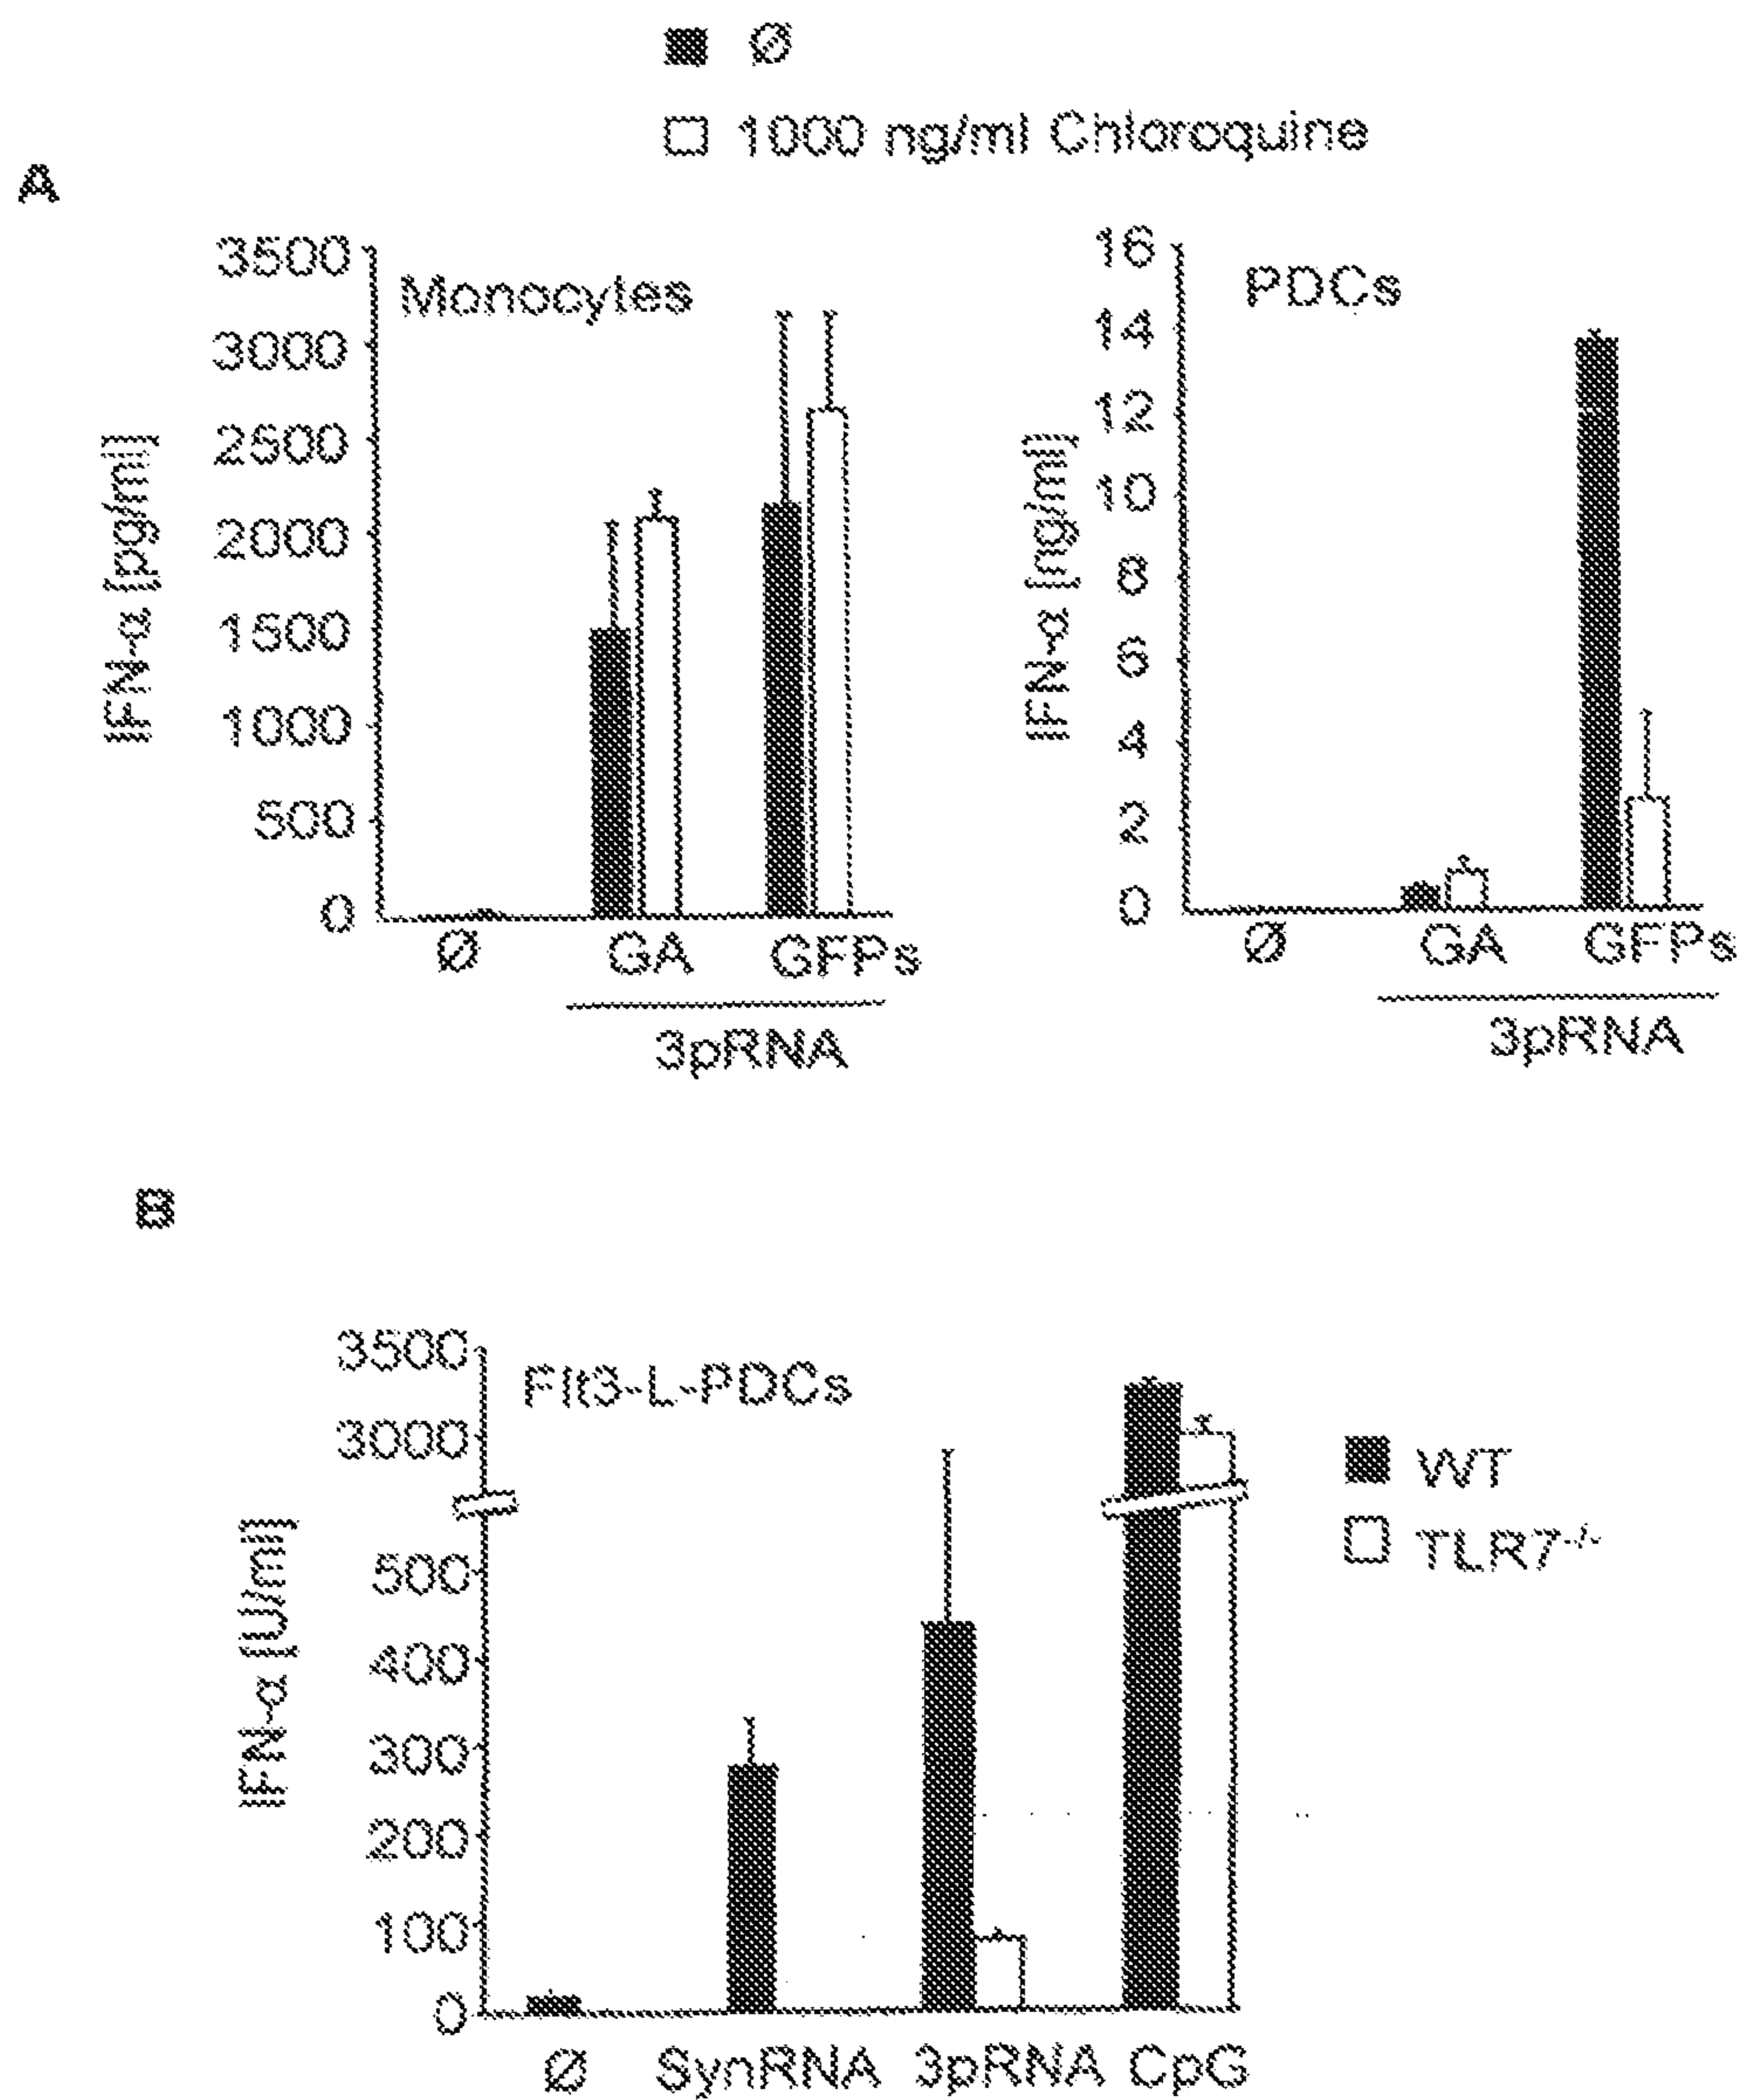 Ø
1000 ng/ml Chloroquine
A
Monocytes
IFN-α [pg/ml]
3500
3000
2500
2000
1500
1000
500
0
Ø GA GFPs
3pRNA
PDCs
IFN-α [ng/ml]
16
14
12
10
8
6
4
2
0
Ø GA GFPs
3pRNA
B
Flt3-L-PDCs
IFN-α [U/ml]
3500
3000
500
400
300
200
100
0
Ø SynRNA 3pRNA CpG
WT
TLR7-/-